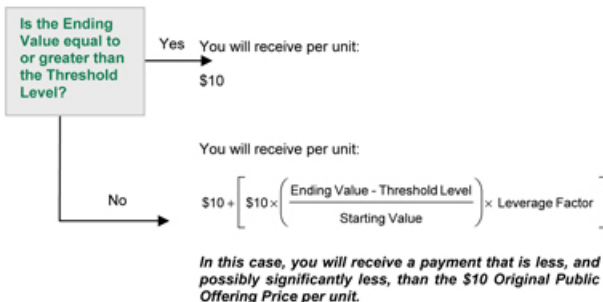 Is the Ending
Value equal to
or greater than
the Threshold
Level?
Yes
You will receive per unit:
$10
You will receive per unit:
No
$10 + [ $10 × ( Ending Value - Threshold Level
Starting Value
) × Leverage Factor ]
In this case, you will receive a payment that is less, and
possibly significantly less, than the $10 Original Public
Offering Price per unit.